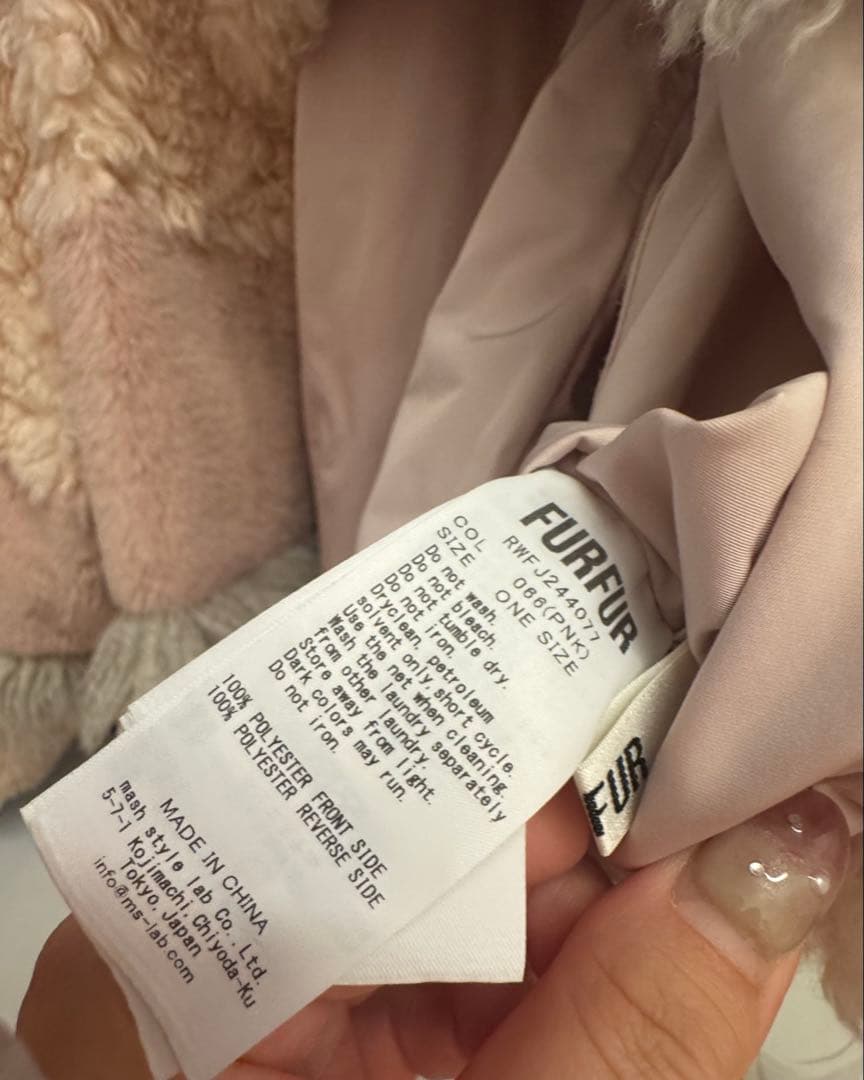 FURFUR
RWFJ244077
COL 066(PNK)
SIZE ONE SIZE
Do not wash.
Do not bleach.
Do not tumble dry.
Do not iron.
Dryclean, petroleum
solvent only,short cycle.
Use the net when cleaning.
Wash the laundry separately
from other laundry.
Store away from light.
Dark colors may run.
Do not iron.
100% POLYESTER FRONT SIDE
100% POLYESTER REVERSE SIDE
MADE IN CHINA
mash style lab Co.,Ltd.
5-7-1 Kojimachi,Chiyoda-Ku
Tokyo,Japan
info@ms-lab.com
UR